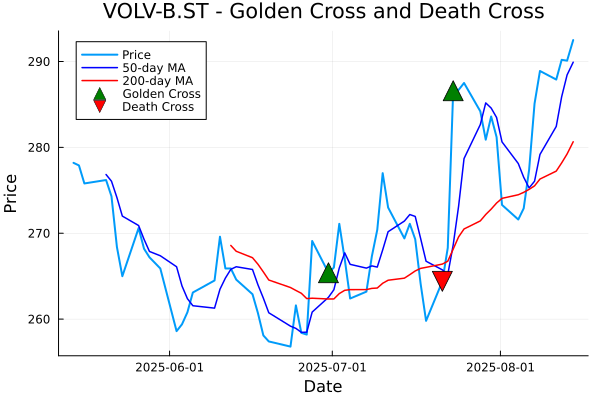 VOLV-B.ST - Golden Cross and Death Cross
Price
50-day MA
200-day MA
Golden Cross
Death Cross
Price
290
280
270
260
2025-06-01
2025-07-01
2025-08-01
Date